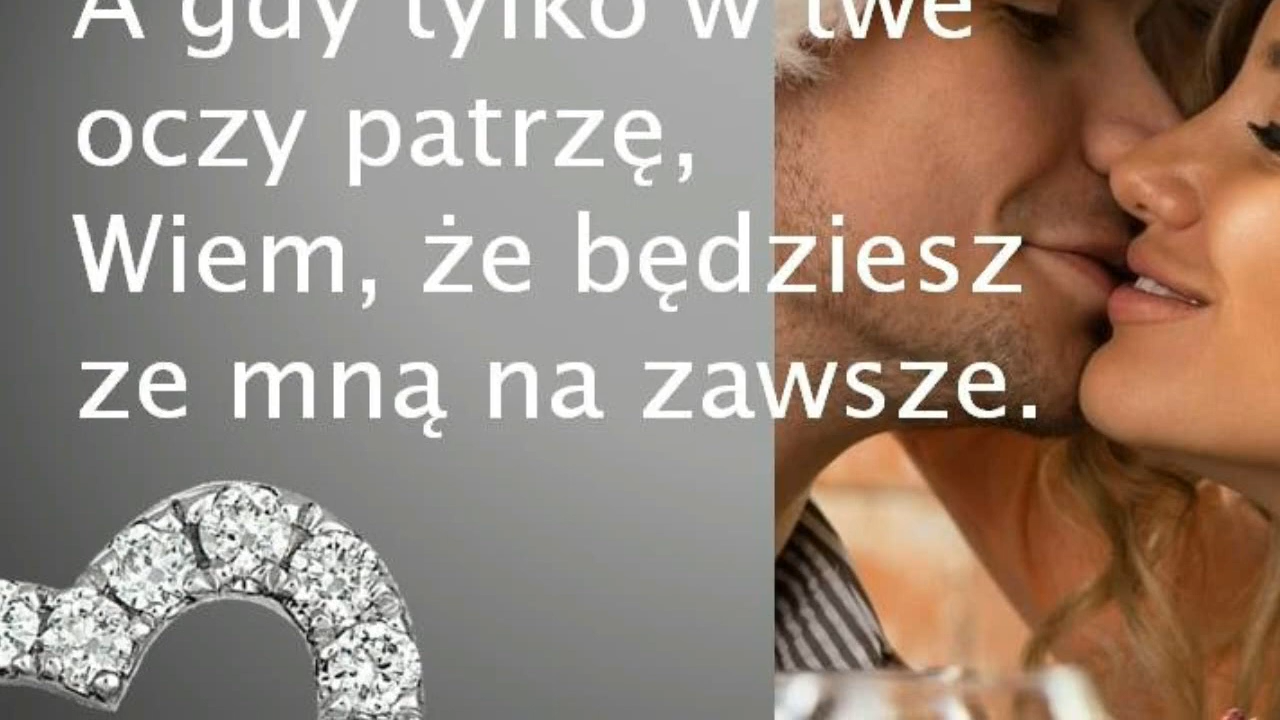 A gdy tylko w twe
oczy patrzę,
Wiem, że będziesz
ze mną na zawsze.